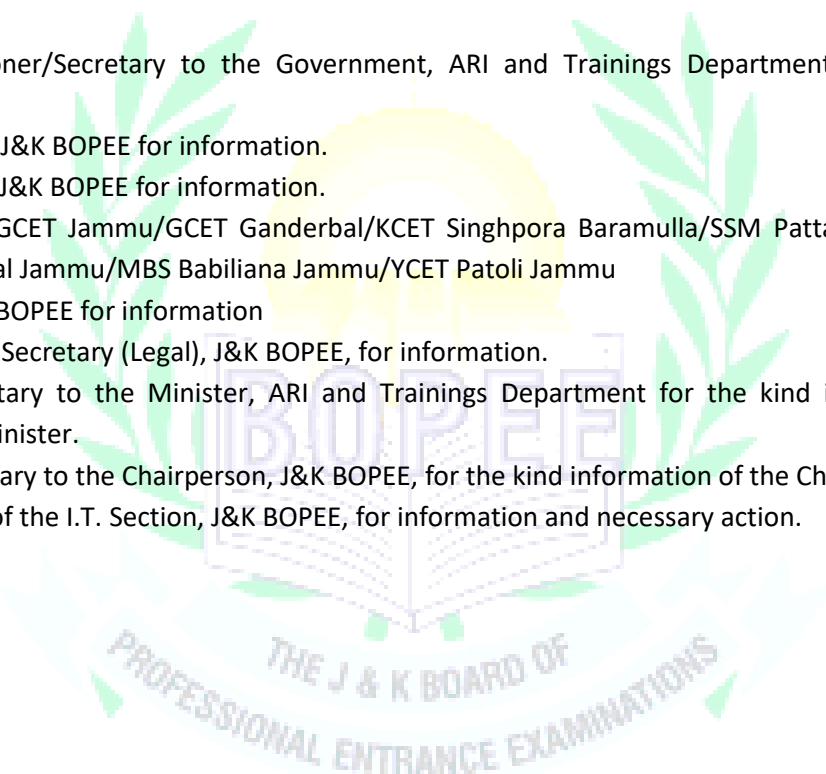 oner/Secretary to the Government, ARI and Trainings Department
J&K BOPEE for information.
J&K BOPEE for information.
GCET Jammu/GCET Ganderbal/KCET Singhpora Baramulla/SSM Patta
al Jammu/MBS Babiliana Jammu/YCET Patoli Jammu
BOPEE for information
Secretary (Legal), J&K BOPEE, for information.
tary to the Minister, ARI and Trainings Department for the kind i
inister.
ary to the Chairperson, J&K BOPEE, for the kind information of the Ch
of the I.T. Section, J&K BOPEE, for information and necessary action.
BOPEE
THE J & K BOARD OF
PROFESSIONAL ENTRANCE EXAMINATIONS